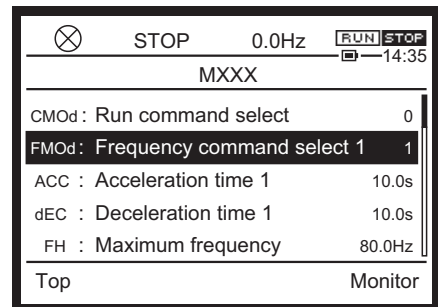 STOP 0.0Hz RUN STOP
14:35
MXXX
CMOd : Run command select 0
FMOd : Frequency command select 1 1
ACC : Acceleration time 1 10.0s
dEC : Deceleration time 1 10.0s
FH : Maximum frequency 80.0Hz
Top Monitor